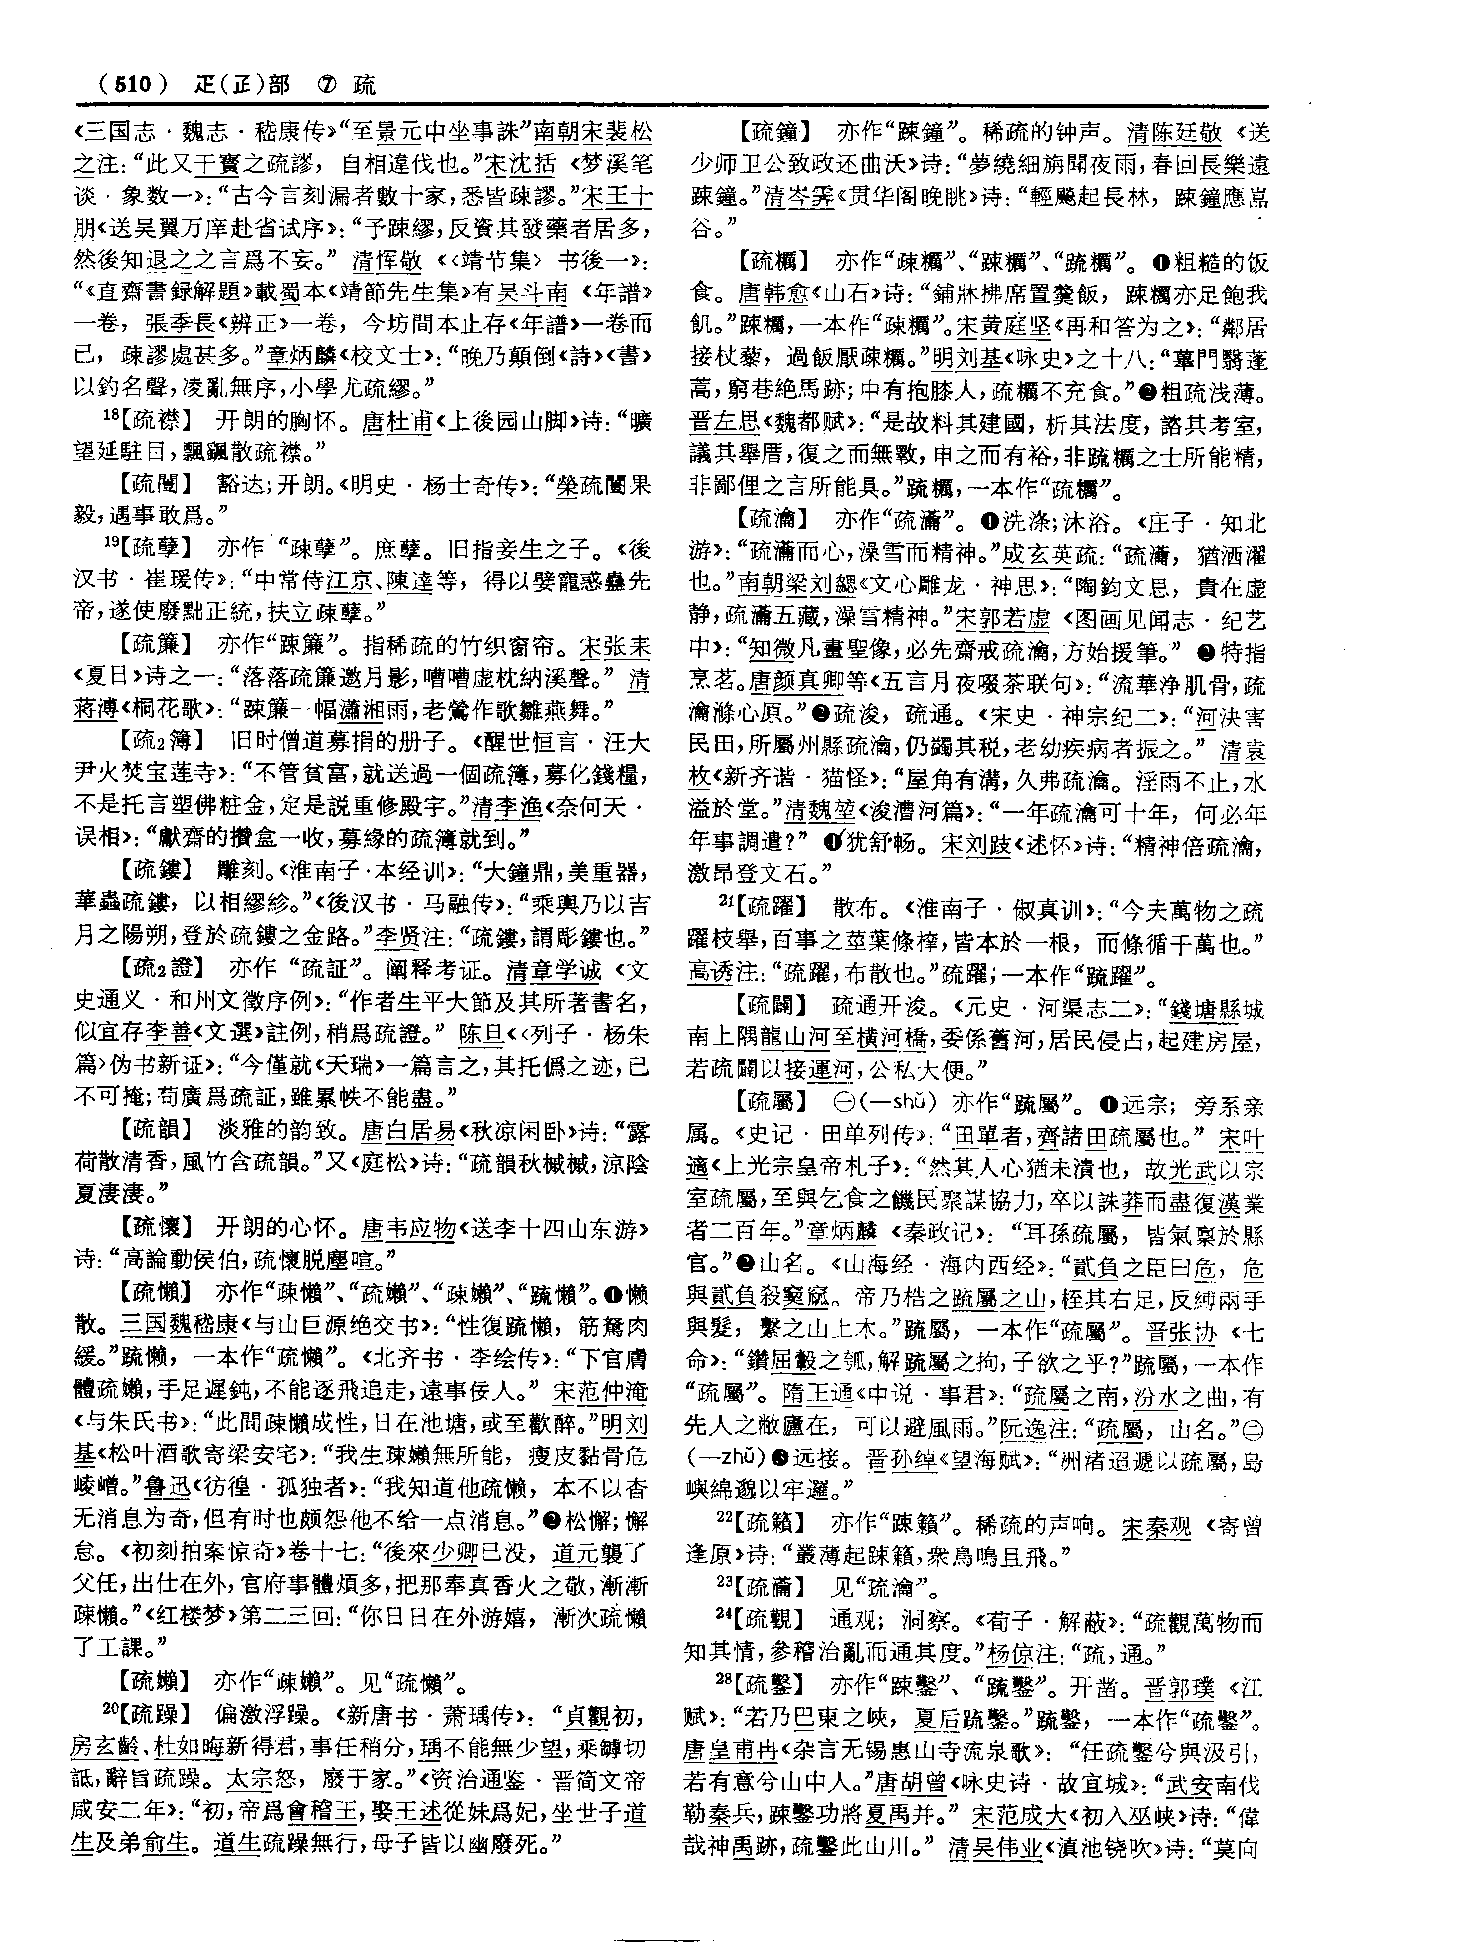 (510) 疋(𤴔)部 ⑦ 疏
《三国志·魏志·嵇康传》“至景元中坐事誅”南朝宋裴松
之注：“此又干寶之疏謬，自相違伐也。”宋沈括《梦溪笔
谈·象数一》：“古今言刻漏者數十家，悉皆疎謬。”宋王十
朋《送吴翼万庠赴省试序》：“予踈繆，反資其發藥者居多，
然後知退之之言爲不妄。”清恽敬《〈靖节集〉书後一》：
“《直齋書録解題》載蜀本《靖節先生集》有吴斗南《年譜》
一卷，張季長《辨正》一卷，今坊間本止存《年譜》一卷而
已，疎謬處甚多。”章炳麟《校文士》：“晚乃顛倒《詩》《書》
以釣名聲，凌亂無序，小學尤疏繆。”
18【疏襟】 开朗的胸怀。唐杜甫《上後园山脚》诗：“曠
望延駐目，飄飖散疏襟。”
【疏闓】 豁达；开朗。《明史·杨士奇传》：“榮疏闓果
毅，遇事敢爲。”
19【疏孽】 亦作“疎孽”。庶孽。旧指妾生之子。《後
汉书·崔瑗传》：“中常侍江京、陳達等，得以嬖寵惑蠱先
帝，遂使廢黜正統，扶立疎孽。”
【疏簾】 亦作“踈簾”。指稀疏的竹织窗帘。宋张耒
《夏日》诗之一：“落落疏簾邀月影，嘈嘈虚枕納溪聲。”清
蒋溥《桐花歌》：“踈簾一幅瀟湘雨，老鶯作歌雛燕舞。”
【疏2簿】 旧时僧道募捐的册子。《醒世恒言·汪大
尹火焚宝莲寺》：“不管貧富，就送過一個疏簿，募化錢糧，
不是托言塑佛粧金，定是説重修殿宇。”清李渔《奈何天·
误相》：“獻齋的攢盒一收，募缘的疏簿就到。”
【疏鏤】 雕刻。《淮南子·本经训》：“大鐘鼎，美重器，
華蟲疏鏤，以相繆紾。”《後汉书·马融传》：“乘輿乃以吉
月之陽朔，登於疏鏤之金路。”李贤注：“疏鏤，謂彫鏤也。”
【疏2證】 亦作“疏証”。阐释考证。清章学诚《文
史通义·和州文徵序例》：“作者生平大節及其所著書名，
似宜存李善《文選》註例，稍爲疏證。”陈旦《〈列子·杨朱
篇〉伪书新证》：“今僅就《天瑞》一篇言之，其托僞之迹，已
不可掩；苟廣爲疏証，雖累帙不能盡。”
【疏韻】 淡雅的韵致。唐白居易《秋凉闲卧》诗：“露
荷散清香，風竹含疏韻。”又《庭松》诗：“疏韻秋槭槭，涼陰
夏淒淒。”
【疏懷】 开朗的心怀。唐韦应物《送李十四山东游》
诗：“高論動侯伯，疏懷脱塵喧。”
【疏懶】 亦作“疎懶”、“疏嬾”、“疎嬾”、“䟽懶”。❶懒
散。三国魏嵇康《与山巨源绝交书》：“性復䟽懶，筋駑肉
緩。”䟽懒，一本作“疏懶”。《北齐书·李绘传》：“下官膚
體疏嬾，手足遲鈍，不能逐飛追走，遠事佞人。”宋范仲淹
《与朱氏书》：“此間疎懶成性，日在池塘，或至歡醉。”明刘
基《松叶酒歌寄梁安宅》：“我生疎嬾無所能，瘦皮黏骨危
崚嶒。”鲁迅《彷徨·孤独者》：“我知道他疏懒，本不以杳
无消息为奇，但有时也颇怨他不给一点消息。”❷松懈；懈
怠。《初刻拍案惊奇》卷十七：“後來少卿已没，道元襲了
父任，出仕在外，官府事體煩多，把那奉真香火之敬，漸漸
疎懶。”《红楼梦》第二三回：“你日日在外游嬉，漸次疏懶
了工課。”
【疏嬾】 亦作“疎嬾”。见“疏懶”。
20【疏躁】 偏激浮躁。《新唐书·萧瑀传》：“貞觀初，
房玄齡、杜如晦新得君，事任稍分，瑀不能無少望，乘罅切
詆，辭旨疏躁。太宗怒，廢于家。”《资治通鉴·晋简文帝
咸安二年》：“初，帝爲會稽王，娶王述從妹爲妃，坐世子道
生及弟俞生。道生疏躁無行，母子皆以幽廢死。”
【疏鐘】 亦作“踈鐘”。稀疏的钟声。清陈廷敬《送
少师卫公致政还曲沃》诗：“夢繞細旃聞夜雨，春回長樂遠
踈鐘。”清岑霁《贯华阁晚眺》诗：“輕颸起長林，踈鐘應嵓
谷。”
【疏糲】 亦作“疎糲”、“踈糲”、“䟽糲”。❶粗糙的饭
食。唐韩愈《山石》诗：“鋪牀拂席置羹飯，踈糲亦足飽我
飢。”踈糲，一本作“疎糲”。宋黄庭坚《再和答为之》：“鄰居
接杖藜，過飯厭疎糲。”明刘基《咏史》之十八：“蓽門翳蓬
蒿，窮巷絶馬跡；中有抱膝人，疏糲不充食。”❷粗疏浅薄。
晋左思《魏都赋》：“是故料其建國，析其法度，諮其考室，
議其舉厝，復之而無斁，申之而有裕，非䟽糲之士所能精，
非鄙俚之言所能具。”䟽糲，一本作“疏糲”。
【疏瀹】 亦作“疏㵸”。❶洗涤；沐浴。《庄子·知北
游》：“疏㵸而心，澡雪而精神。”成玄英疏：“疏㵸，猶洒濯
也。”南朝梁刘勰《文心雕龙·神思》：“陶鈞文思，貴在虚
静，疏㵸五藏，澡雪精神。”宋郭若虚《图画见闻志·纪艺
中》：“知微凡畫聖像，必先齋戒疏瀹，方始援筆。”❷特指
烹茗。唐颜真卿等《五言月夜啜茶联句》：“流華净肌骨，疏
瀹滌心原。”❸疏浚，疏通。《宋史·神宗纪二》：“河决害
民田，所屬州縣疏瀹，仍蠲其税，老幼疾病者振之。”清袁
枚《新齐谐·猫怪》：“屋角有溝，久弗疏瀹。淫雨不止，水
溢於堂。”清魏堃《浚漕河篇》：“一年疏瀹可十年，何必年
年事調遣？”❹犹舒畅。宋刘跂《述怀》诗：“精神倍疏瀹，
激昂登文石。”
21【疏躍】 散布。《淮南子·俶真训》：“今夫萬物之疏
躍枝舉，百事之莖葉條榟，皆本於一根，而條循千萬也。”
高诱注：“疏躍，布散也。”疏躍；一本作“䟽躍”。
【疏闢】 疏通开浚。《元史·河渠志二》：“錢塘縣城
南上隅龍山河至横河橋，委係舊河，居民侵占，起建房屋，
若疏闢以接運河，公私大便。”
【疏屬】 ㊀(—shǔ) 亦作“䟽屬”。❶远宗；旁系亲
属。《史记·田单列传》：“田單者，齊諸田疏屬也。”宋叶
適《上光宗皇帝札子》：“然其人心猶未潰也，故光武以宗
室疏屬，至與乞食之饑民聚謀協力，卒以誅莽而盡復漢業
者二百年。”章炳麟《秦政记》：“耳孫疏屬，皆氣稟於縣
官。”❷山名。《山海经·海内西经》：“貳負之臣曰危，危
與貳負殺窫窳。帝乃梏之䟽屬之山，桎其右足，反縛兩手
與髮，繫之山上木。”䟽屬，一本作“疏屬”。晋张协《七
命》：“鑽屈轂之瓠，解䟽屬之拘，子欲之乎？”䟽屬，一本作
“疏屬”。隋王通《中说·事君》：“疏屬之南，汾水之曲，有
先人之敝廬在，可以避風雨。”阮逸注：“疏屬，山名。”㊁
(—zhǔ)❸远接。晋孙绰《望海赋》：“洲渚迢遞以疏屬，島
嶼綿邈以牢邏。”
22【疏籟】 亦作“踈籟”。稀疏的声响。宋秦观《寄曾
逢原》诗：“叢薄起踈籟，衆鳥鳴且飛。”
23【疏㵸】 见“疏瀹”。
24【疏觀】 通观；洞察。《荀子·解蔽》：“疏觀萬物而
知其情，參稽治亂而通其度。”杨倞注：“疏，通。”
28【疏鑿】 亦作“踈鑿”、“䟽鑿”。开凿。晋郭璞《江
赋》：“若乃巴東之峽，夏后䟽鑿。”䟽鑿，一本作“疏鑿”。
唐皇甫冉《杂言无锡惠山寺流泉歌》：“任疏鑿兮與汲引，
若有意兮山中人。”唐胡曾《咏史诗·故宜城》：“武安南伐
勒秦兵，踈鑿功將夏禹并。”宋范成大《初入巫峡》诗：“偉
哉神禹跡，疏鑿此山川。”清吴伟业《滇池铙吹》诗：“莫向